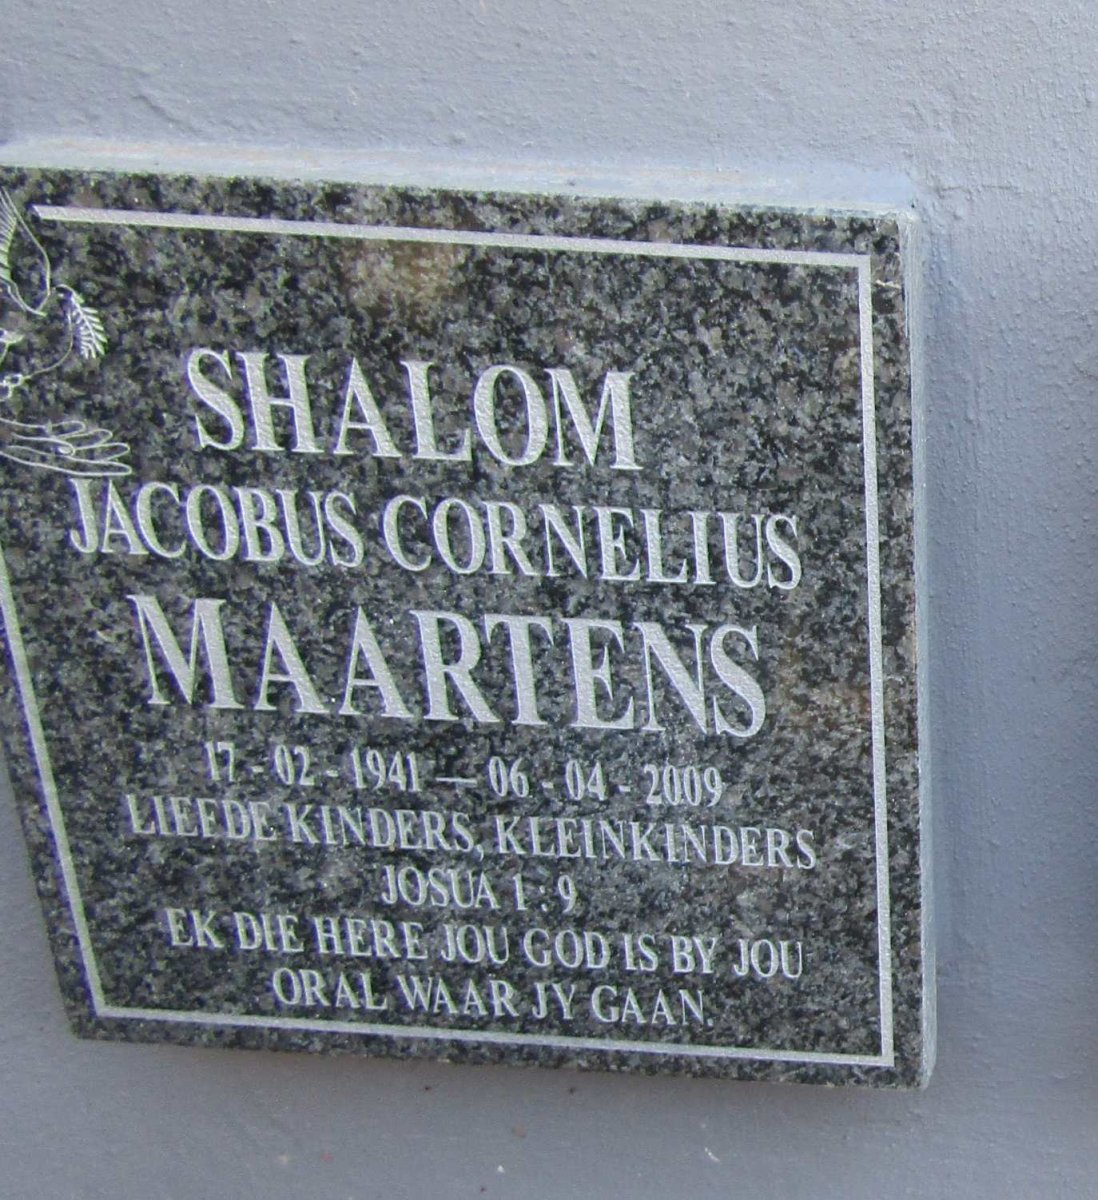 SHALOM
JACOBUS CORNELIUS
MAARTENS
17 - 02 - 1941 — 06 - 04 - 2009
LIEFDE KINDERS, KLEINKINDERS
JOSUA 1 : 9
EK DIE HERE JOU GOD IS BY JOU
ORAL WAAR JY GAAN.